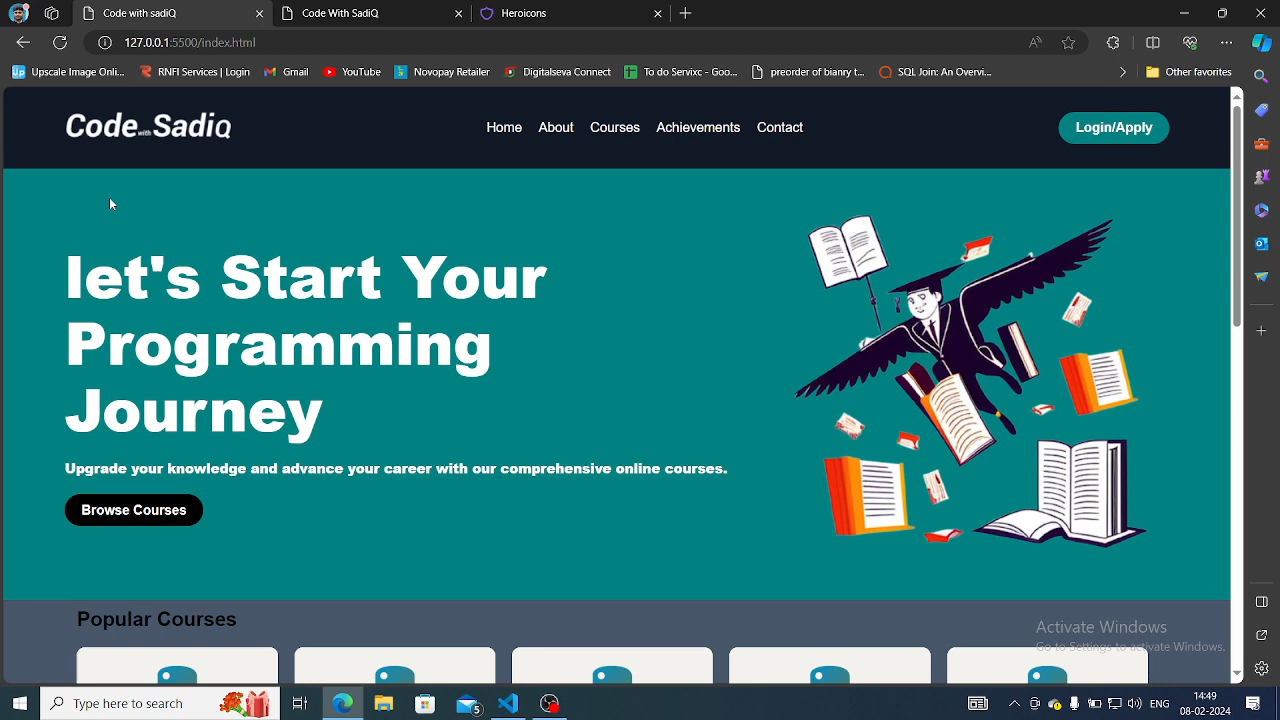 Code with sadiQ
Code With SadiQ
Heroicons
127.0.0.1:5500/index.html
Upscale Image Onli...
RNFI Services | Login
Gmail
YouTube
Novopay Retailer
Digitalseva Connect
To do Servixc - Goo...
preorder of binary t...
SQL Join: An Overvi...
Other favorites
Code with Sadiq
Home
About
Courses
Achievements
Contact
Login/Apply
let's Start Your
Programming
Journey
Upgrade your knowledge and advance your career with our comprehensive online courses.
Browse Courses
Popular Courses
Activate Windows
Go to Settings to activate Windows.
Type here to search
5
ENG
14:49
08-02-2024